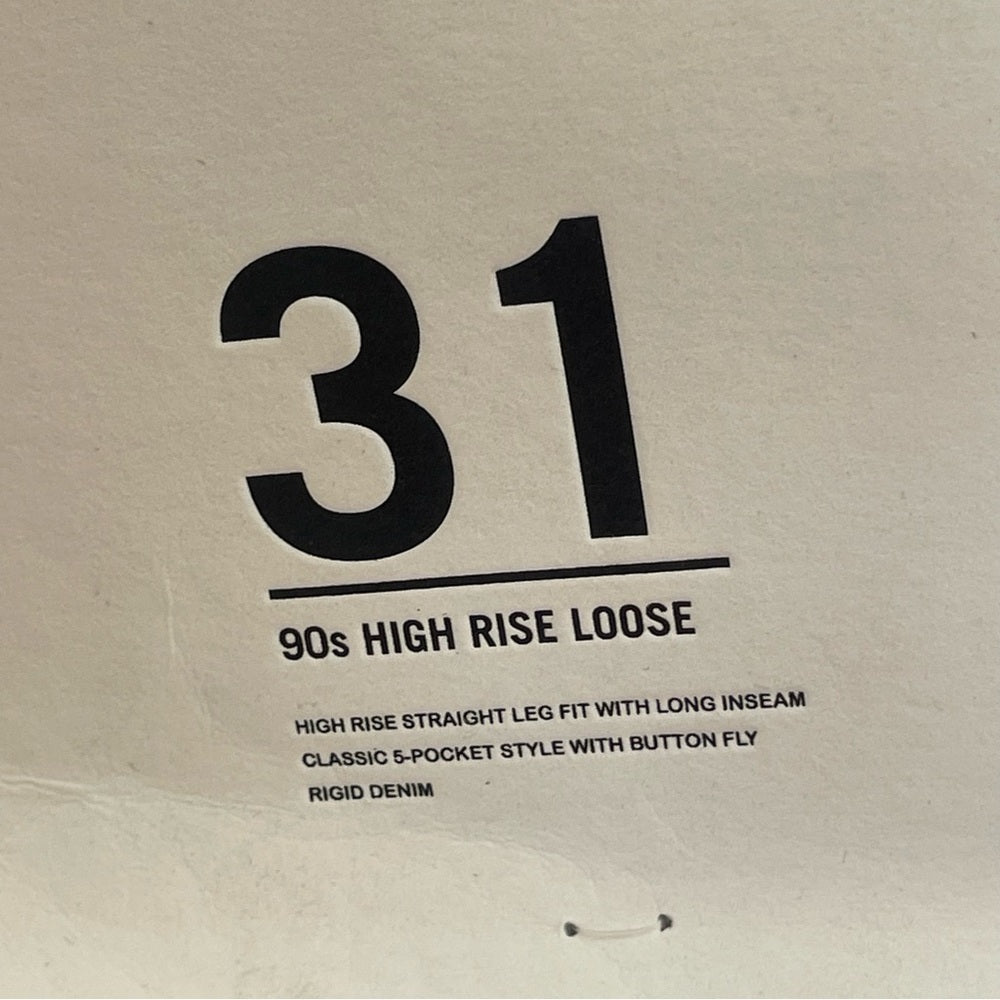 31
90s HIGH RISE LOOSE
HIGH RISE STRAIGHT LEG FIT WITH LONG INSEAM
CLASSIC 5-POCKET STYLE WITH BUTTON FLY
RIGID DENIM